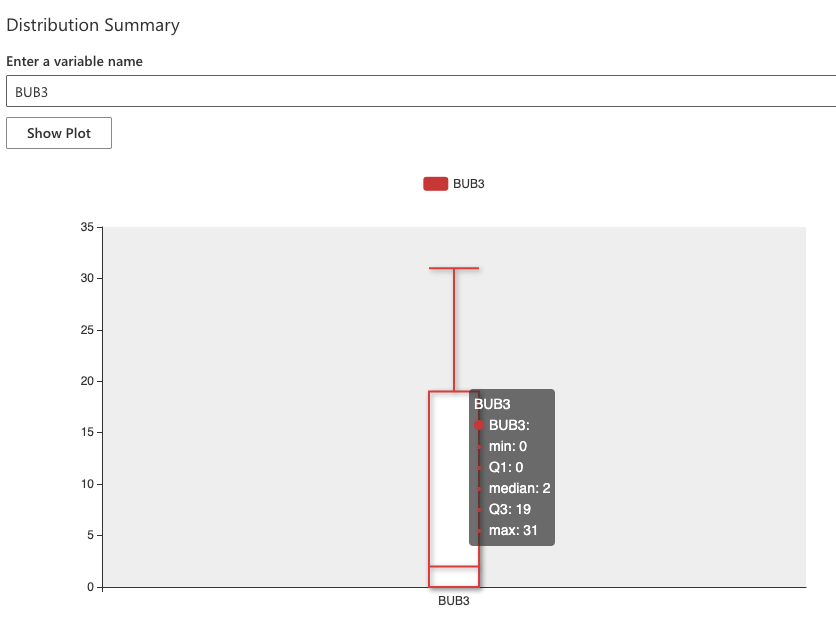 Distribution Summary
Enter a variable name
BUB3
Show Plot
BUB3
35
30
25
20
15
10
5
0
BUB3
BUB3:
min: 0
Q1: 0
median: 2
Q3: 19
max: 31
BUB3